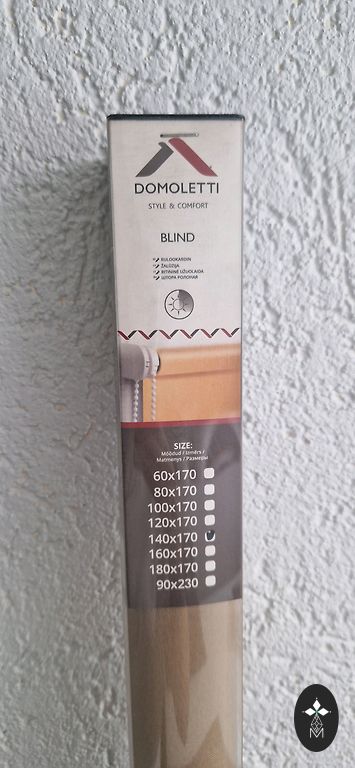 DOMOLETTI
STYLE & COMFORT
BLIND
RULOOKARDIN
ŽALŪZIJA
RITININĖ UŽUOLAIDA
ШТОРА РОЛОНАЯ
SIZE:
Mõõdud / Izmērs /
Matmenys / Размеры
60x170
80x170
100x170
120x170
140x170
160x170
180x170
90x230
M